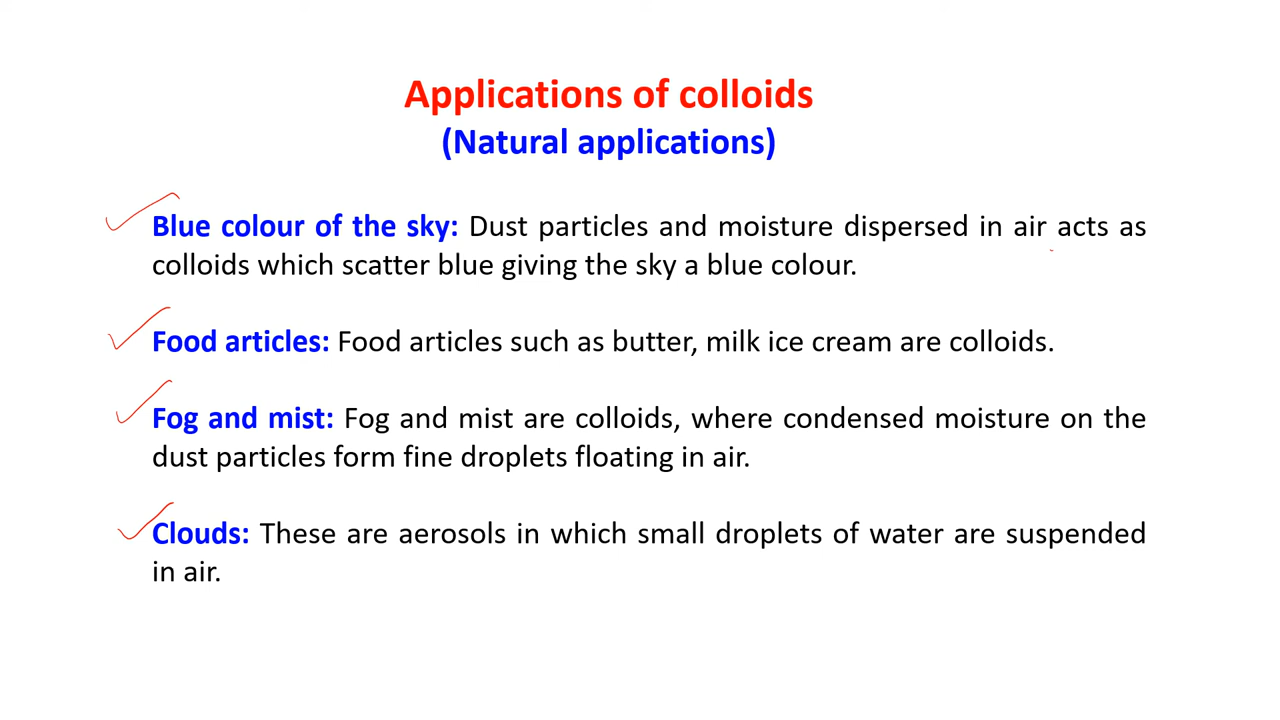 Applications of colloids
(Natural applications)
Blue colour of the sky: Dust particles and moisture dispersed in air acts as
colloids which scatter blue giving the sky a blue colour.
Food articles: Food articles such as butter, milk ice cream are colloids.
Fog and mist: Fog and mist are colloids, where condensed moisture on the
dust particles form fine droplets floating in air.
Clouds: These are aerosols in which small droplets of water are suspended
in air.